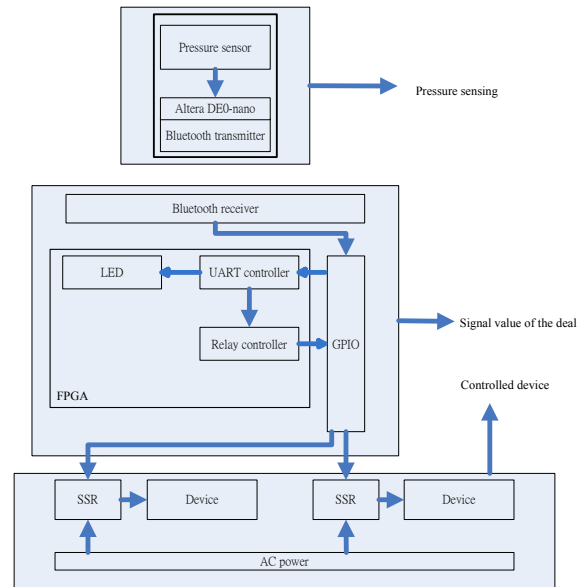 Pressure sensor
Altera DE0-nano
Bluetooth transmitter
Pressure sensing
Bluetooth receiver
LED
UART controller
Relay controller
GPIO
FPGA
Signal value of the deal
Controlled device
SSR
Device
SSR
Device
AC power